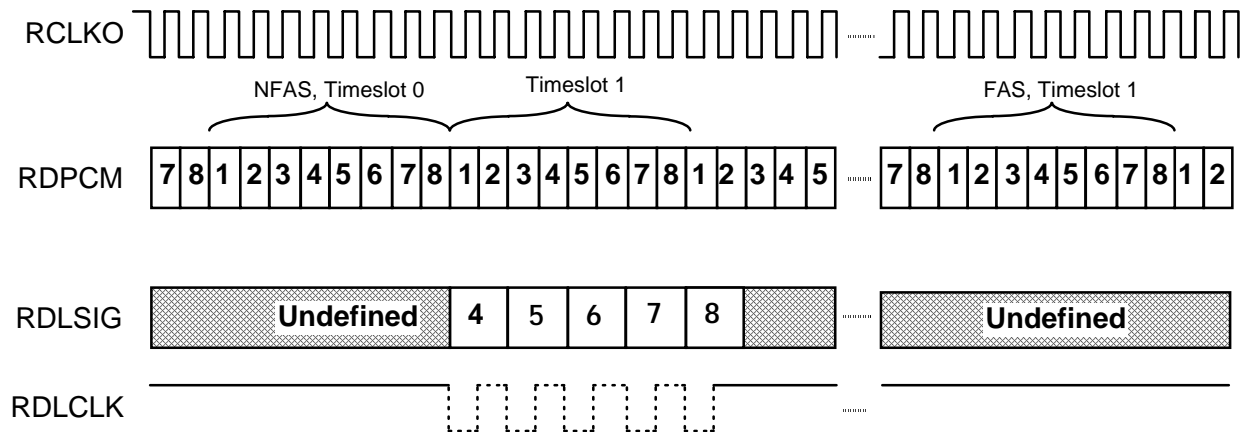 RCLKO
NFAS, Timeslot 0
Timeslot 1
FAS, Timeslot 1
RDPCM 7 8 1 2 3 4 5 6 7 8 1 2 3 4 5 6 7 8 1 2 3 4 5 7 8 1 2 3 4 5 6 7 8 1 2
RDLSIG Undefined 4 5 6 7 8 Undefined
RDLCLK